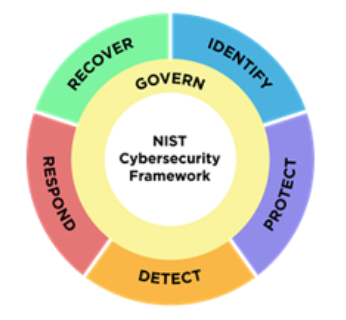 RECOVER
IDENTIFY
GOVERN
NIST
Cybersecurity
Framework
RESPOND
PROTECT
DETECT